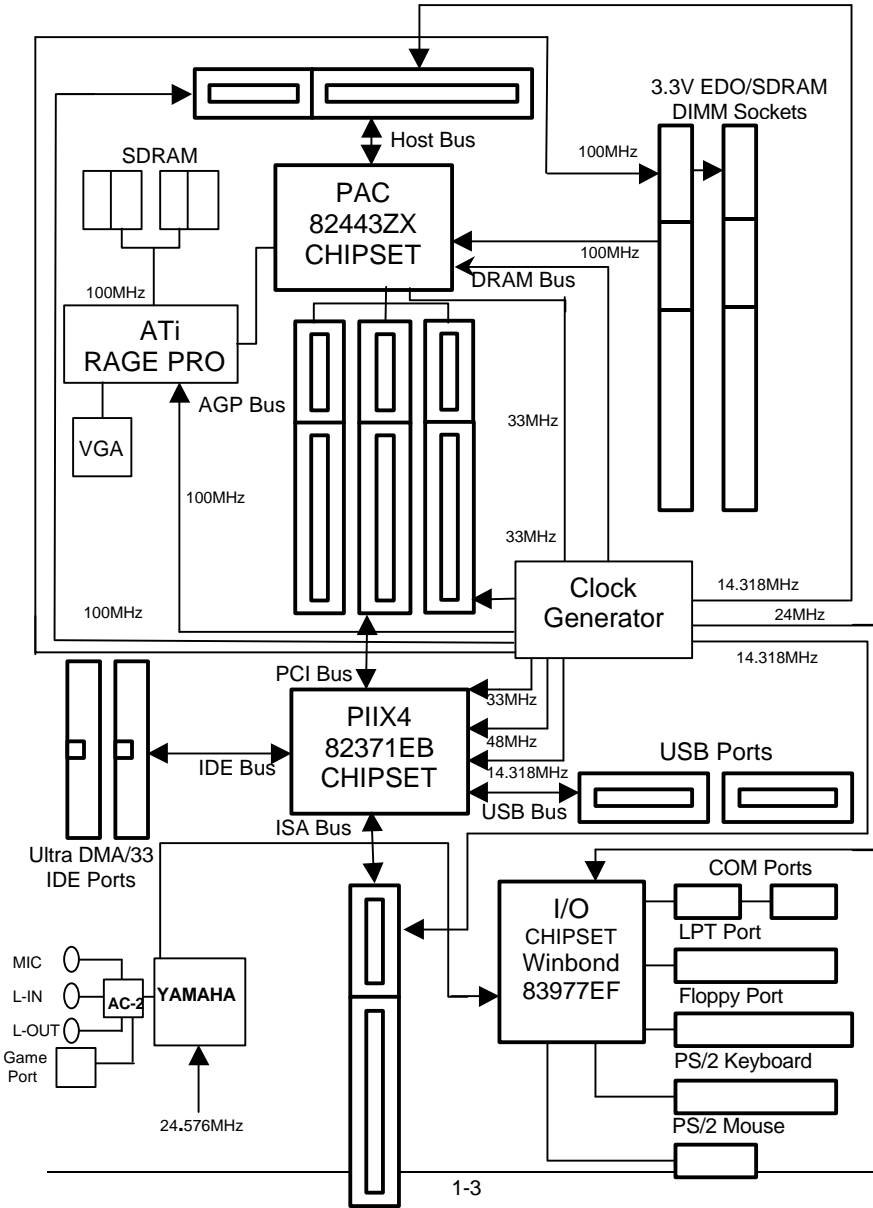 3.3V EDO/SDRAM
DIMM Sockets
Host Bus
SDRAM
100MHz
PAC
82443ZX
CHIPSET
100MHz
DRAM Bus
100MHz
ATi
RAGE PRO
AGP Bus
VGA
33MHz
100MHz
33MHz
Clock
Generator
14.318MHz
100MHz
24MHz
14.318MHz
PCI Bus
33MHz
PIIX4
82371EB
CHIPSET
48MHz
IDE Bus
14.318MHz
USB Ports
USB Bus
ISA Bus
Ultra DMA/33
IDE Ports
COM Ports
I/O
CHIPSET
Winbond
83977EF
LPT Port
MIC
L-IN
AC-2
YAMAHA
Floppy Port
L-OUT
Game
Port
PS/2 Keyboard
24.576MHz
PS/2 Mouse
1-3